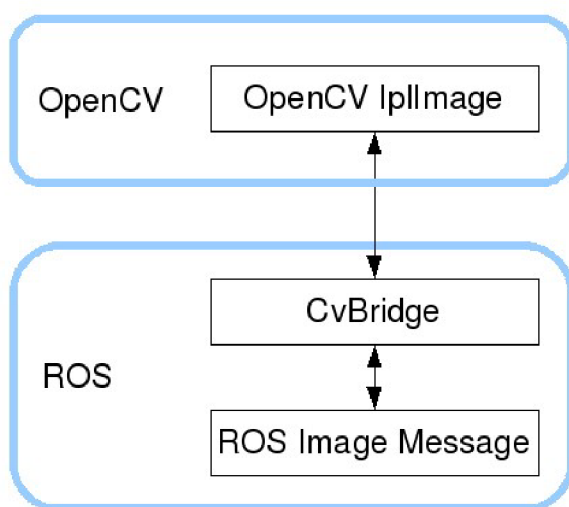 OpenCV
OpenCV IplImage
CvBridge
ROS
ROS Image Message